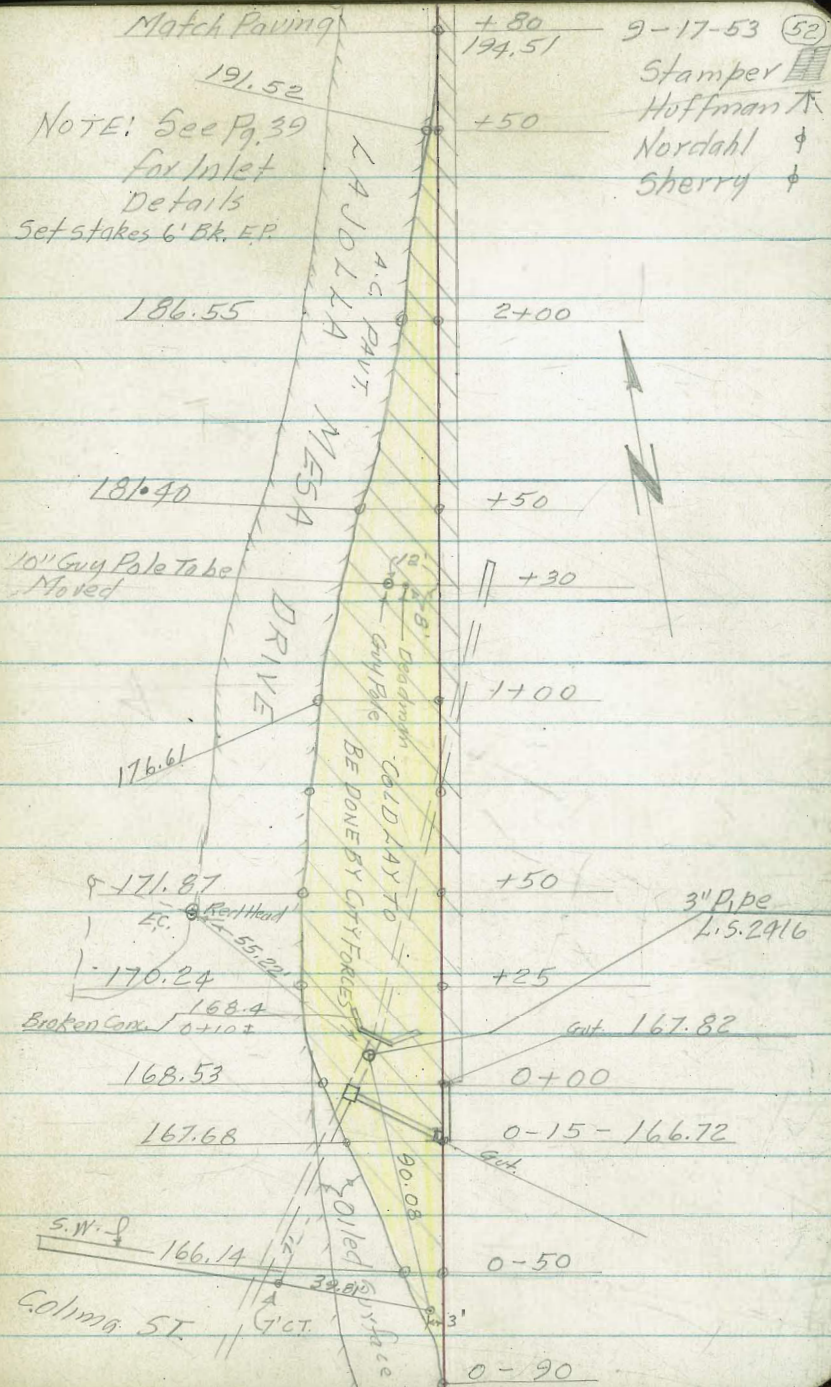 Match Paving
+80
194.51
9-17-53
52
Stamper
Hoffman
Nordahl
Sherry
191.52
+50
NOTE: See Pg. 39
for Inlet
Details
Set stakes 6' Bk. E.P.
LA JOLLA MESA DRIVE
A.C. PAVT.
186.55
2+00
181.40
+50
10" Guy Pole To be
Moved
12'
8'
+30
Guy Pole
Deadman
N
1+00
176.61
COLD LAY TO
BE DONE BY CITY FORCES
171.87
+50
E.C.
Red Head
55.22'
3" Pipe
L.S. 2416
170.24
+25
Broken Conc.
168.4
0+10±
Gut. 167.82
168.53
0+00
167.68
0-15 - 166.72
Gut.
90.08
Oiled Surface
S.W.
166.14
0-50
39.81'
Colima ST.
3'
0-90